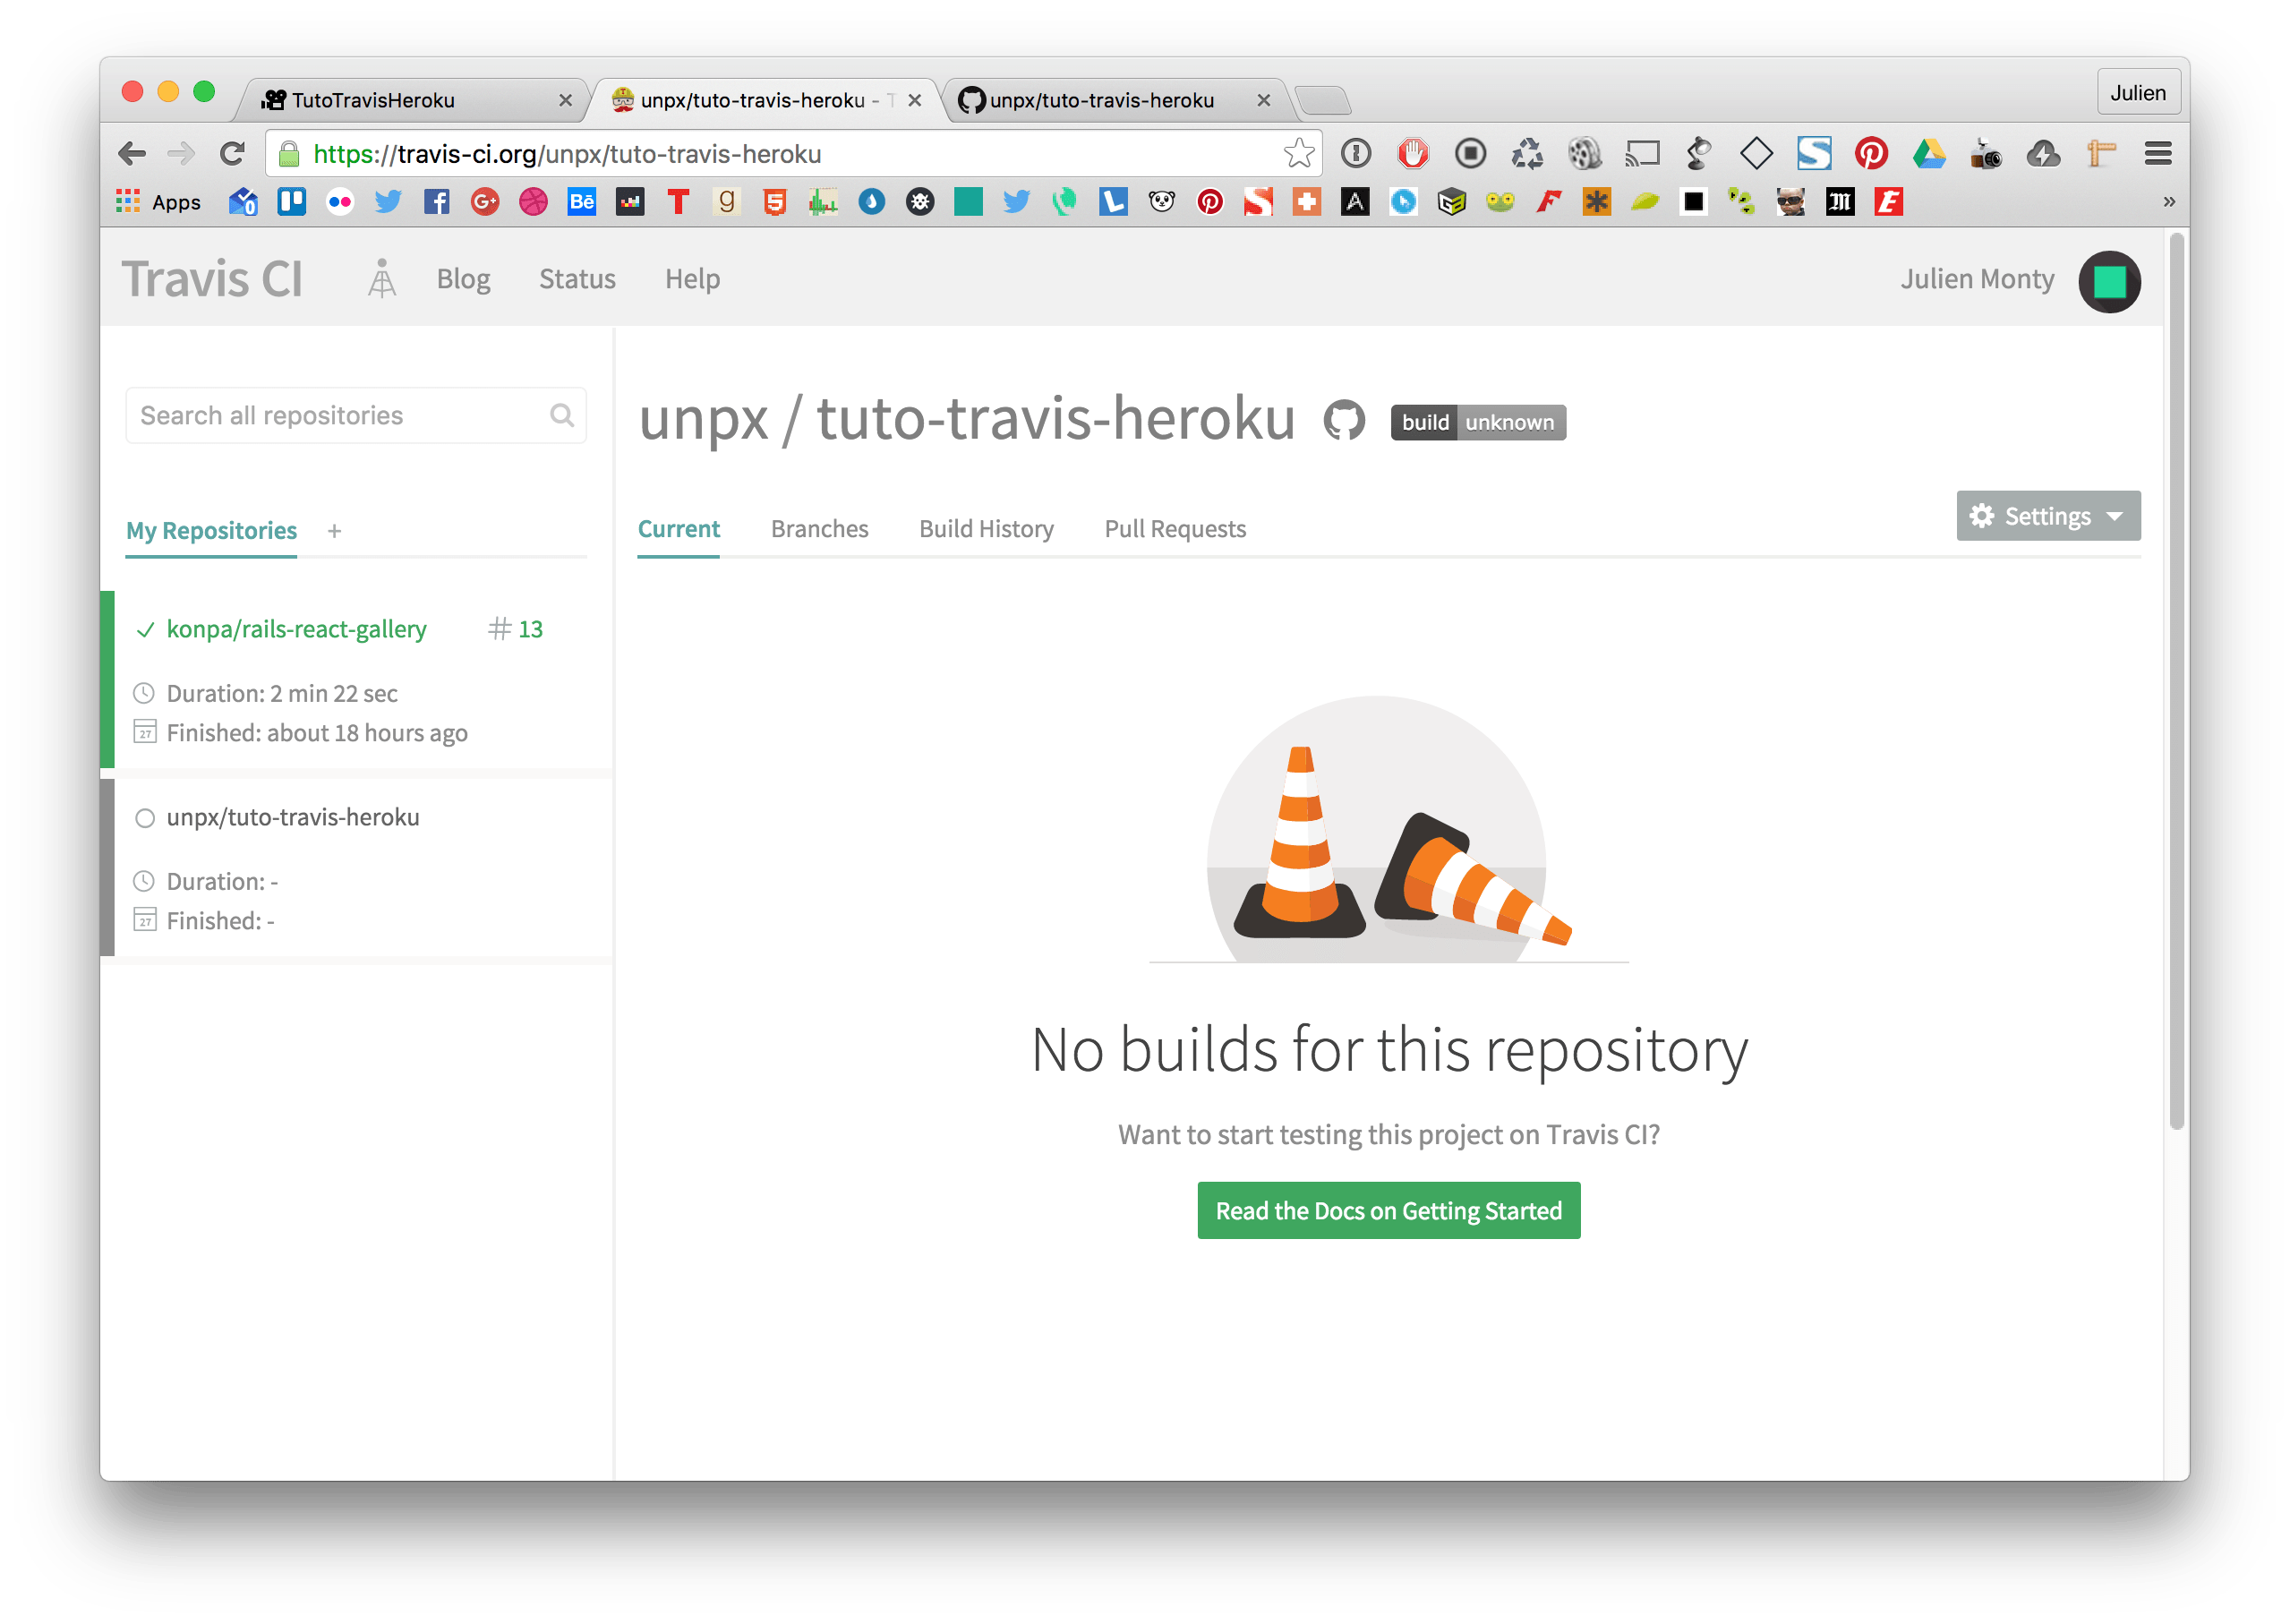 TutoTravisHeroku
unpx/tuto-travis-heroku - T
unpx/tuto-travis-heroku
Julien
https://travis-ci.org/unpx/tuto-travis-heroku
Apps
Travis CI
Blog
Status
Help
Julien Monty
Search all repositories
unpx / tuto-travis-heroku
build unknown
My Repositories +
Current
Branches
Build History
Pull Requests
Settings
konpa/rails-react-gallery
# 13
Duration: 2 min 22 sec
27 Finished: about 18 hours ago
unpx/tuto-travis-heroku
Duration: -
27 Finished: -
No builds for this repository
Want to start testing this project on Travis CI?
Read the Docs on Getting Started